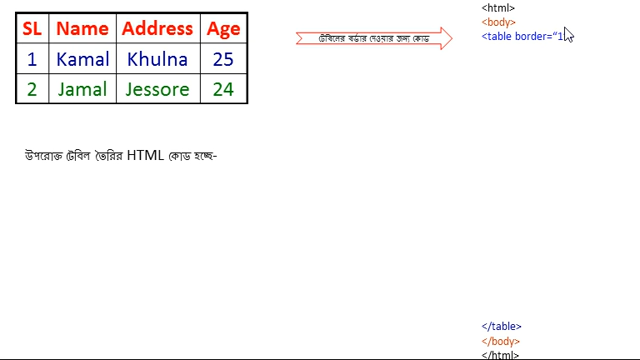 SL Name Address Age
1 Kamal Khulna 25
2 Jamal Jessore 24
টেবিলের বর্ডার দেওয়ার জন্য কোড
উপরোক্ত টেবিল তৈরির HTML কোড হচ্ছে-
<html>
<body>
<table border=“1
</table>
</body>
</html>